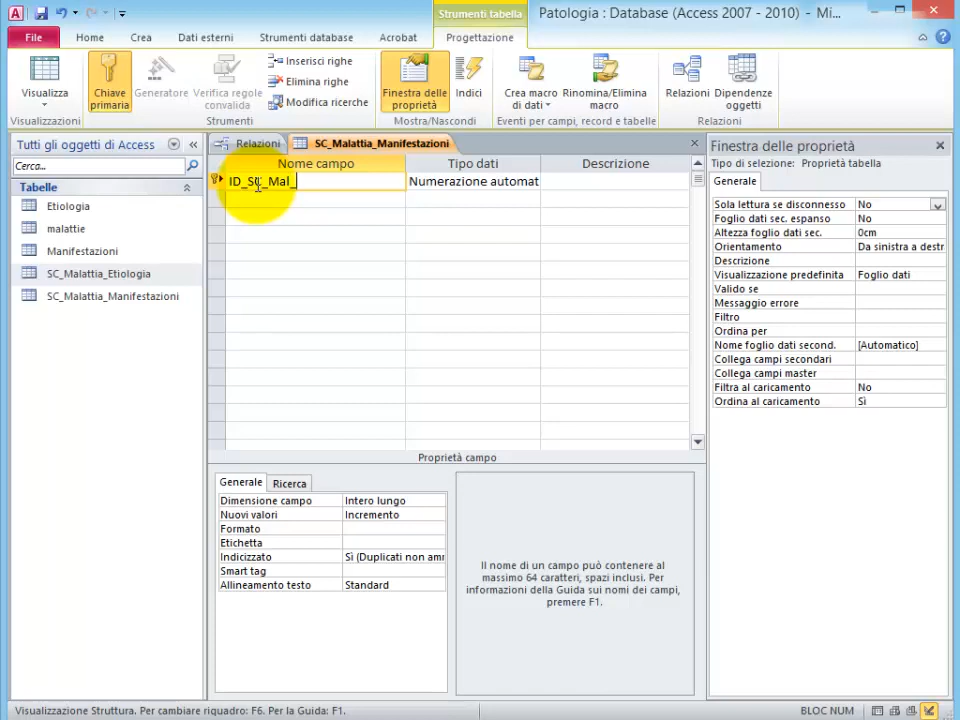 A
Strumenti tabella
Patologia : Database (Access 2007 - 2010) - Mi...
File
Home
Crea
Dati esterni
Strumenti database
Acrobat
Progettazione
Visualizza
Chiave primaria
Generatore
Verifica regole convalida
Inserisci righe
Elimina righe
Modifica ricerche
Finestra delle proprietà
Indici
Crea macro di dati
Rinomina/Elimina macro
Relazioni
Dipendenze oggetti
Visualizzazioni
Strumenti
Mostra/Nascondi
Eventi per campi, record e tabelle
Relazioni
Tutti gli oggetti di Access
Cerca...
Tabelle
Etiologia
malattie
Manifestazioni
SC_Malattia_Etiologia
SC_Malattia_Manifestazioni
Relazioni
SC_Malattia_Manifestazioni
Nome campo
Tipo dati
Descrizione
ID_SC_Mal_
Numerazione automat
Proprietà campo
Generale
Ricerca
Dimensione campo
Intero lungo
Nuovi valori
Incremento
Formato
Etichetta
Indicizzato
Sì (Duplicati non amr
Smart tag
Allineamento testo
Standard
Il nome di un campo può contenere al
massimo 64 caratteri, spazi inclusi. Per
informazioni della Guida sui nomi dei campi,
premere F1.
Finestra delle proprietà
Tipo di selezione: Proprietà tabella
Generale
Sola lettura se disconnesso
No
Foglio dati sec. espanso
No
Altezza foglio dati sec.
0cm
Orientamento
Da sinistra a destr
Descrizione
Visualizzazione predefinita
Foglio dati
Valido se
Messaggio errore
Filtro
Ordina per
Nome foglio dati second.
[Automatico]
Collega campi secondari
Collega campi master
Filtra al caricamento
No
Ordina al caricamento
Sì
Visualizzazione Struttura. Per cambiare riquadro: F6. Per la Guida: F1.
BLOC NUM